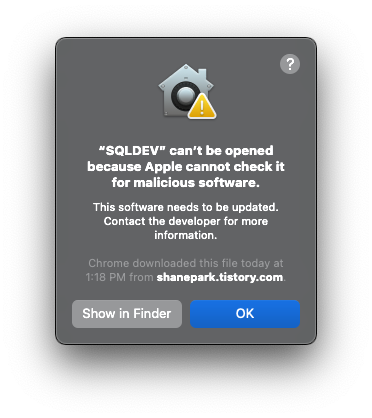 ?
“SQLDEV” can’t be opened
because Apple cannot check it
for malicious software.
This software needs to be updated.
Contact the developer for more
information.
Chrome downloaded this file today at
1:18 PM from shanepark.tistory.com.
Show in Finder
OK